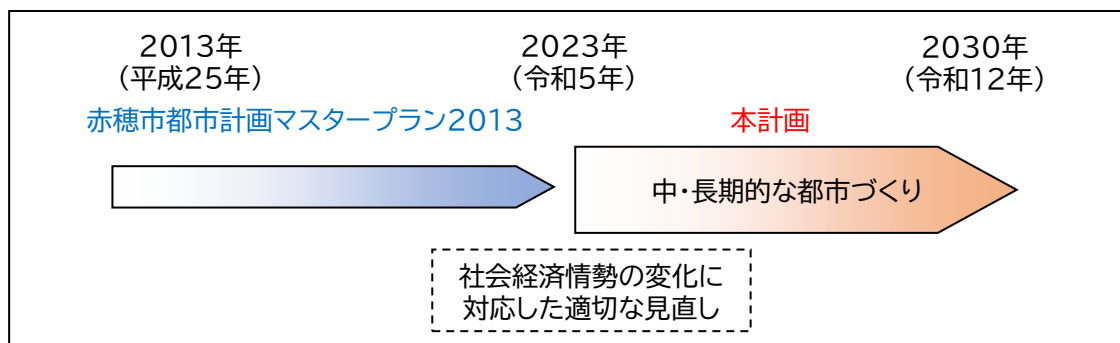 2013年
(平成25年)
2023年
(令和5年)
2030年
(令和12年)
赤穂市都市計画マスタープラン2013
本計画
中・長期的な都市づくり
社会経済情勢の変化に
対応した適切な見直し